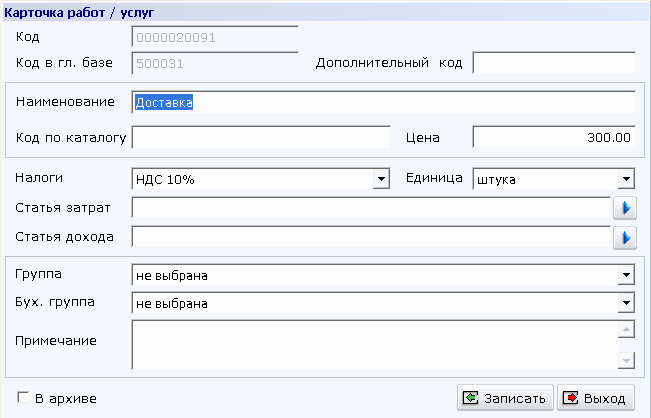 Карточка работ / услуг
Код 0000020091
Код в гл. базе 500031 Дополнительный код
Наименование Доставка
Код по каталогу Цена 300.00
Налоги НДС 10% Единица штука
Статья затрат
Статья дохода
Группа не выбрана
Бух. группа не выбрана
Примечание
В архиве Записать Выход